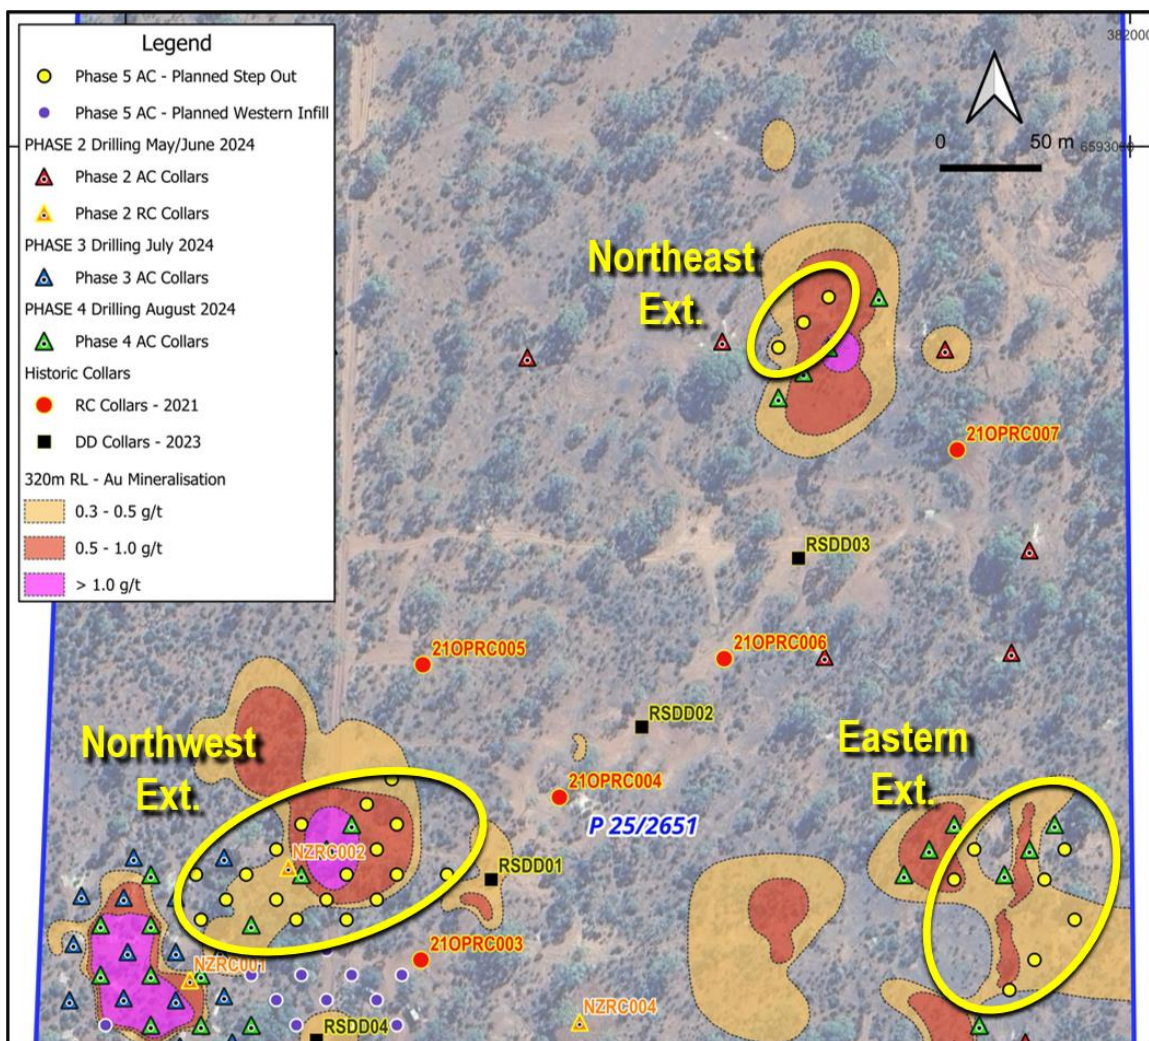 Legend
Phase 5 AC - Planned Step Out
Phase 5 AC - Planned Western Infill
PHASE 2 Drilling May/June 2024
Phase 2 AC Collars
Phase 2 RC Collars
PHASE 3 Drilling July 2024
Phase 3 AC Collars
PHASE 4 Drilling August 2024
Phase 4 AC Collars
Historic Collars
RC Collars - 2021
DD Collars - 2023
320m RL - Au Mineralisation
0.3 - 0.5 g/t
0.5 - 1.0 g/t
> 1.0 g/t
382000
6593000
0 50 m
Northeast
Ext.
21OPRC007
RSDD03
21OPRC005
21OPRC006
RSDD02
Northwest
Ext.
Eastern
Ext.
21OPRC004
P 25/2651
NZRC002
RSDD01
21OPRC003
NZRC001
NZRC004
RSDD04